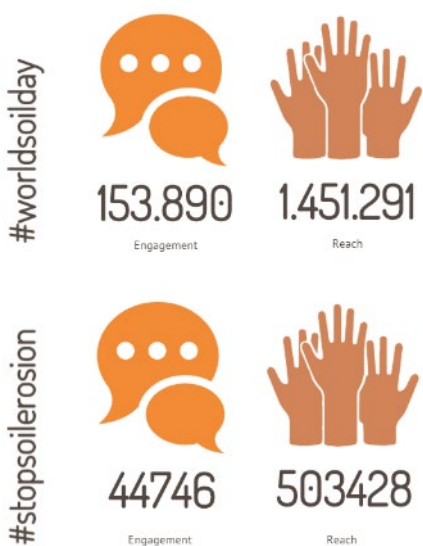 #worldsoilday
153.890
Engagement
1.451.291
Reach
#stopsoilerosion
44746
Engagement
503428
Reach